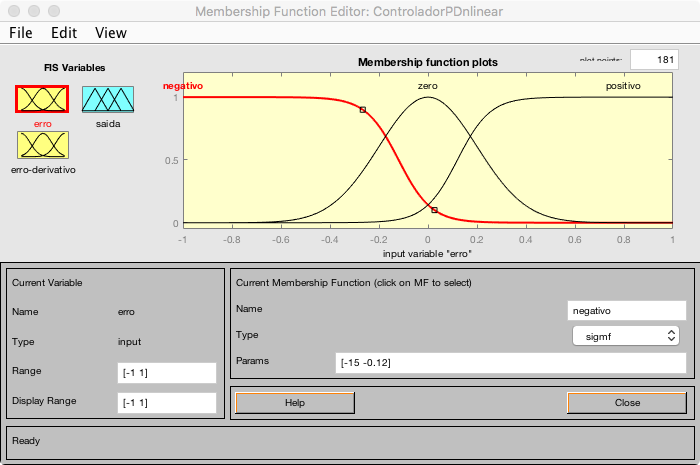 Membership Function Editor: ControladorPDnlinear
File Edit View
FIS Variables
erro
saida
erro-derivativo
Membership function plots
plot points:
181
negativo
zero
positivo
1
0.5
0
-1 -0.8 -0.6 -0.4 -0.2 0 0.2 0.4 0.6 0.8 1
input variable "erro"
Current Variable
Name erro
Type input
Range [-1 1]
Display Range [-1 1]
Current Membership Function (click on MF to select)
Name negativo
Type sigmf
Params [-15 -0.12]
Help
Close
Ready